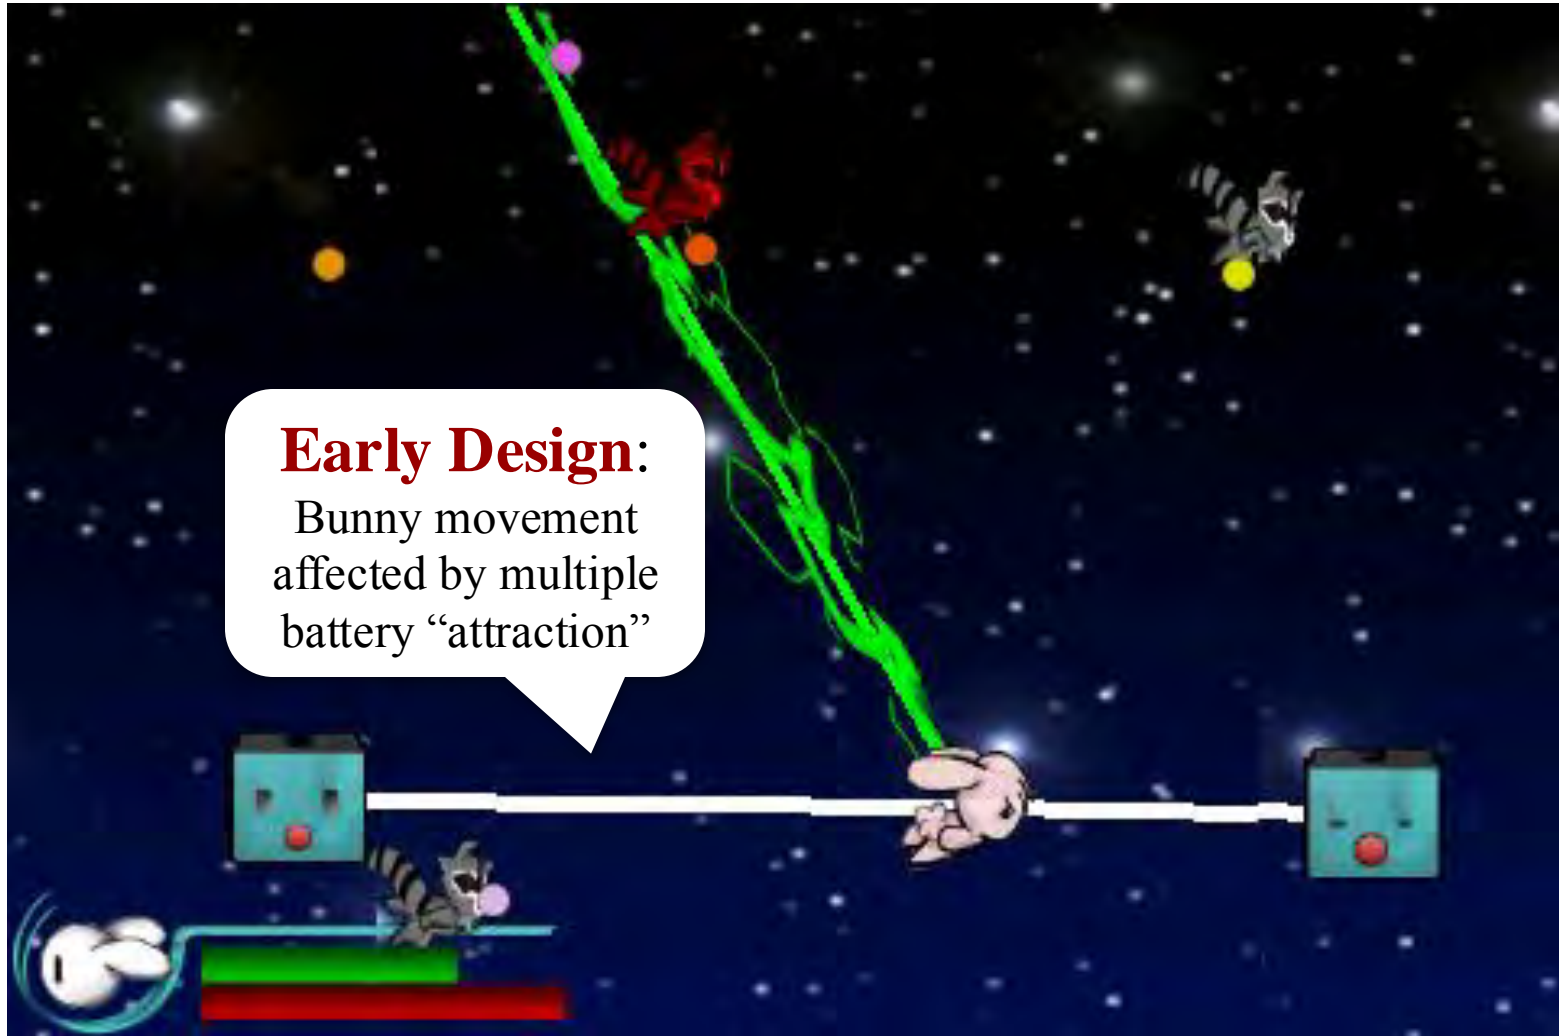 Early Design:
Bunny movement
affected by multiple
battery “attraction”